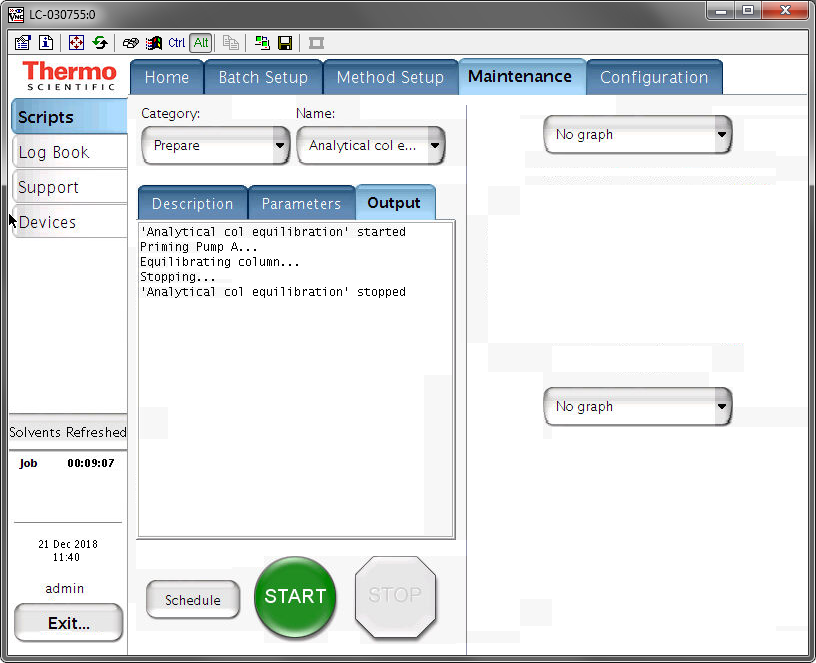 LC-030755:0
Ctrl Alt
Thermo
SCIENTIFIC
Home Batch Setup Method Setup Maintenance Configuration
Scripts
Log Book
Support
Devices
Category: Name:
Prepare Analytical col e...
No graph
Description Parameters Output
'Analytical col equilibration' started
Priming Pump A...
Equilibrating column...
Stopping...
'Analytical col equilibration' stopped
No graph
Solvents Refreshed
Job 00:09:07
21 Dec 2018
11:40
admin
Exit...
Schedule START STOP